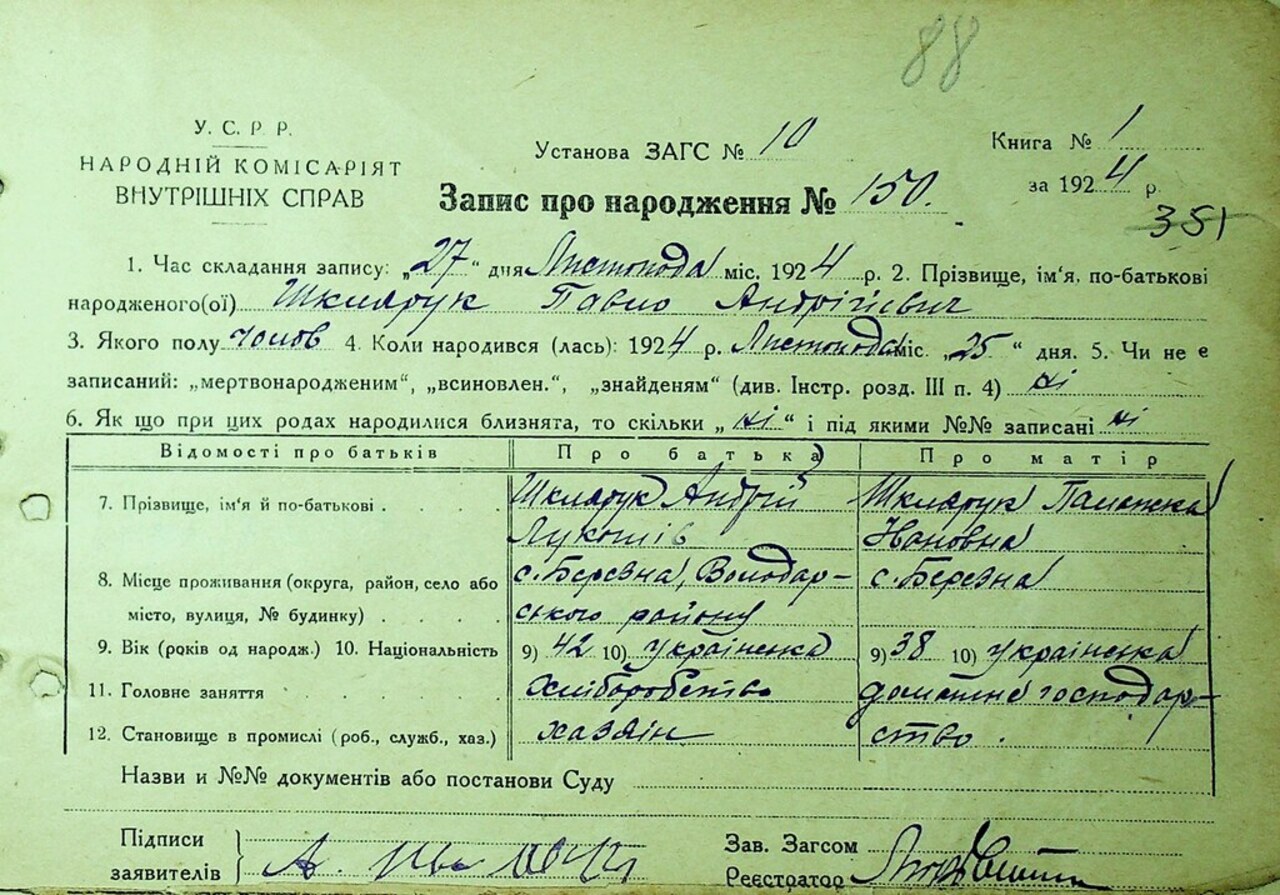 88
У. С. Р. Р.
НАРОДНІЙ КОМІСАРІЯТ
ВНУТРІШНІХ СПРАВ
Установа ЗАГС № 10
Книга № 1
за 1924 р.
Запис про народження № 150.
351
1. Час складання запису: „27“ дня Листопада міс. 1924 р. 2. Прізвище, ім'я, по-батькові
народженого(ої) Шклярук Павло Андрійович
3. Якого полу чолов 4. Коли народився (лась): 1924 р. Листопада міс. „25“ дня. 5. Чи не є
записаний: „мертвонародженим“, „всиновлен.“, „знайденям“ (див. Інстр. розд. III п. 4) ні
6. Як що при цих родах народилися близнята, то скільки „ні“ і під якими №№ записані ні
Відомості про батьків Про батька Про матір
7. Прізвище, ім'я й по-батькові . . . . Шклярук Андрій Шклярук
8. Місце проживання (округа, район, село або с. Березна, Володар- с. Березна
місто, вулиця, № будинку) . . . . ського району
9. Вік (років од народж.) 10. Національність 9) 42 10) українська 9) 38 10) українська
11. Головне заняття . . . . . хліборобство домашне господар-
12. Становище в промислі (роб., служб., хаз.) хазяін ство.
Назви и №№ документів або постанови Суду
Підписи
заявителів
Зав. Загсом
Реєстратор